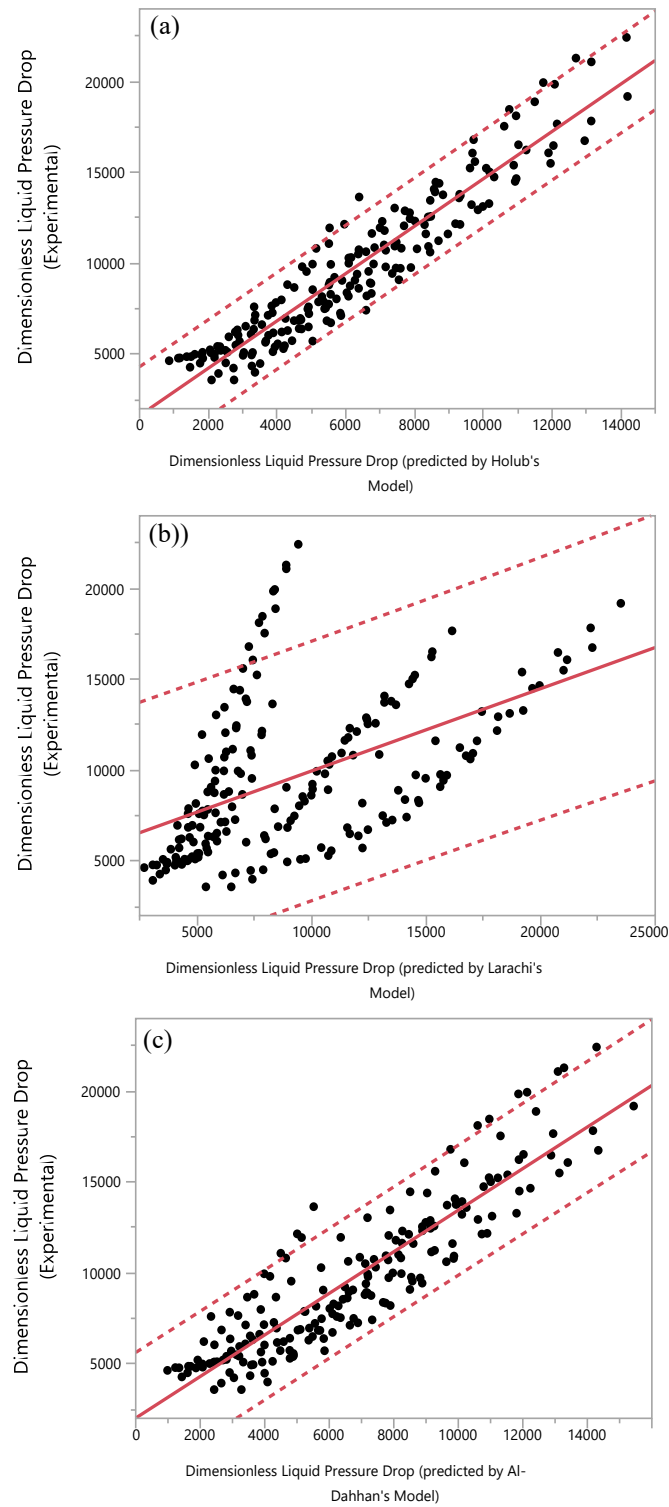 (a)
Dimensionless Liquid Pressure Drop
(Experimentai)
20000
15000
10000
5000
0 2000 4000 6000 8000 10000 12000 14000
Dimensionless Liquid Pressure Drop (predicted by Holub's
Model)
(b))
Dimensionless Liquid Pressure Drop
(Experimentai)
20000
15000
10000
5000
5000 10000 15000 20000 25000
Dimensionless Liquid Pressure Drop (predicted by Larachi's
Model)
(c)
Dimensionless Liquid Pressure Drop
(Experimentai)
20000
15000
10000
5000
0 2000 4000 6000 8000 10000 12000 14000
Dimensionless Liquid Pressure Drop (predicted by Al-
Dahhan's Model)